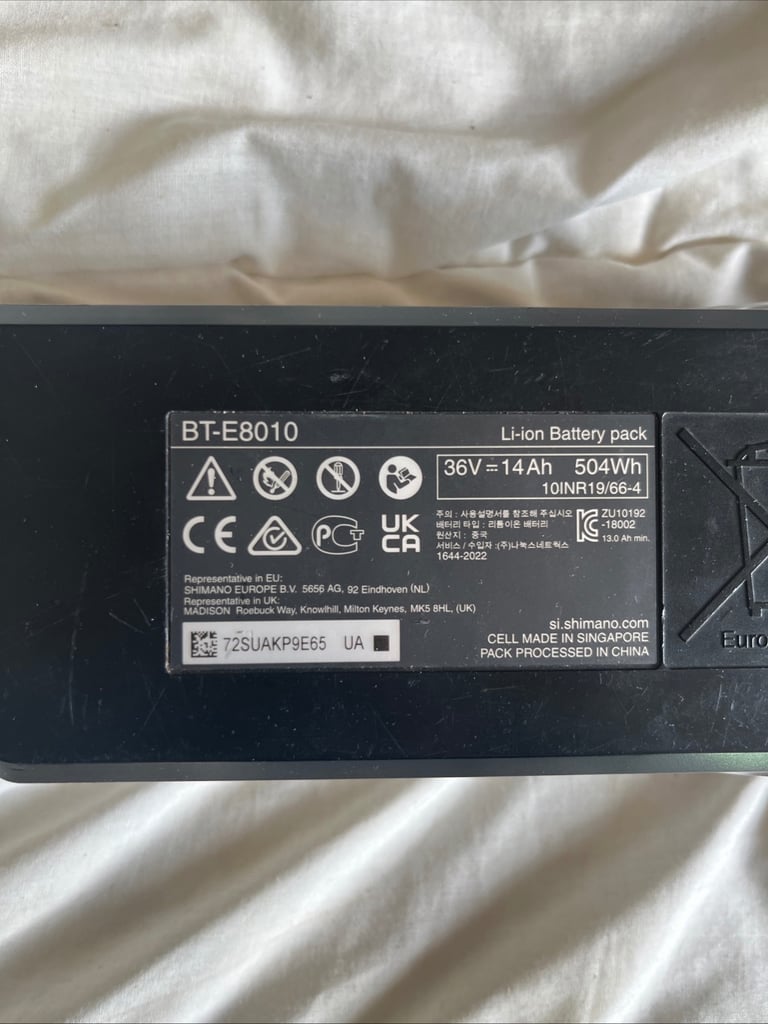 BT-E8010
Li-ion Battery pack
36V⎓14Ah 504Wh
10INR19/66-4
CE
PCT
UK
CA
주의 : 사용설명서를 참조해 주십시오
배터리 타입 : 리튬이온 배터리
원산지 : 중국
서비스 / 수입자 :(주)나눅스네트웍스
1644-2022
ZU10192
-18002
13.0 Ah min.
Representative in EU:
SHIMANO EUROPE B.V. 5656 AG, 92 Eindhoven (NL)
Representative in UK:
MADISON Roebuck Way, Knowlhill, Milton Keynes, MK5 8HL, (UK)
72SUAKP9E65 UA
si.shimano.com
CELL MADE IN SINGAPORE
PACK PROCESSED IN CHINA
Euro